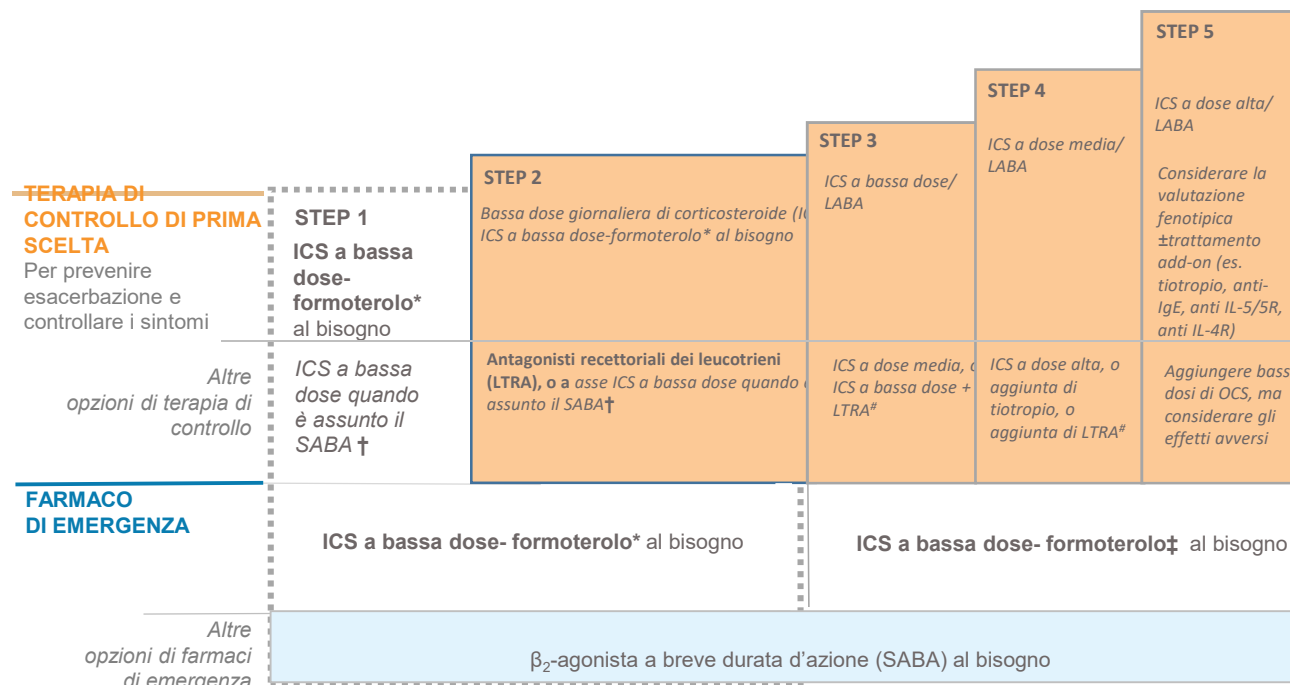 TERAPIA DI
CONTROLLO DI PRIMA
SCELTA
Per prevenire
esacerbazione e
controllare i sintomi
STEP 1
ICS a bassa
dose-
formoterolo*
al bisogno
STEP 2
Bassa dose giornaliera di corticosteroide
ICS a bassa dose-formoterolo* al bisogno
STEP 3
ICS a bassa dose/
LABA
STEP 4
ICS a dose media/
LABA
STEP 5
ICS a dose alta/
LABA
Considerare la
valutazione
fenotipica
±trattamento
add-on (es.
tiotropio, anti-
IgE, anti IL-5/5R,
anti IL-4R)
Altre
opzioni di terapia di
controllo
ICS a bassa
dose quando
è assunto il
SABA †
Antagonisti recettoriali dei leucotrieni
(LTRA), o a asse ICS a bassa dose quando
assunto il SABA†
ICS a dose media,
ICS a bassa dose +
LTRA#
ICS a dose alta, o
aggiunta di
tiotropio, o
aggiunta di LTRA#
Aggiungere bass
dosi di OCS, ma
considerare gli
effetti avversi
FARMACO
DI EMERGENZA
ICS a bassa dose- formoterolo* al bisogno
ICS a bassa dose- formoterolo‡ al bisogno
Altre
opzioni di farmaci
di emergenza
β2-agonista a breve durata d'azione (SABA) al bisogno